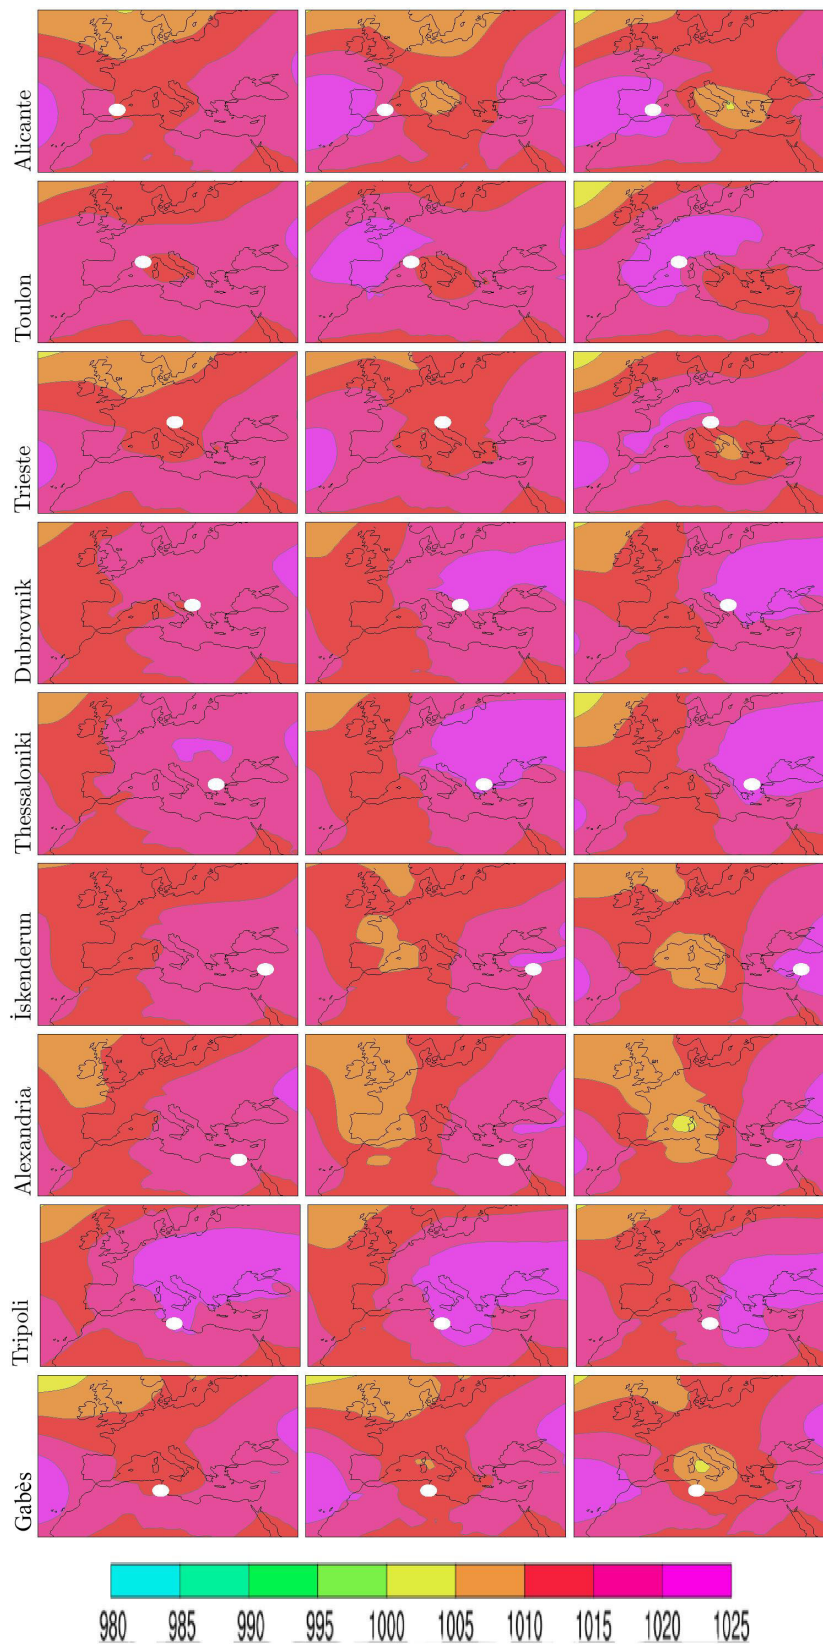 Alicante
Toulon
Trieste
Dubrovnik
Thessaloniki
İskenderun
Alexandria
Tripoli
Gabès
980 985 990 995 1000 1005 1010 1015 1020 1025